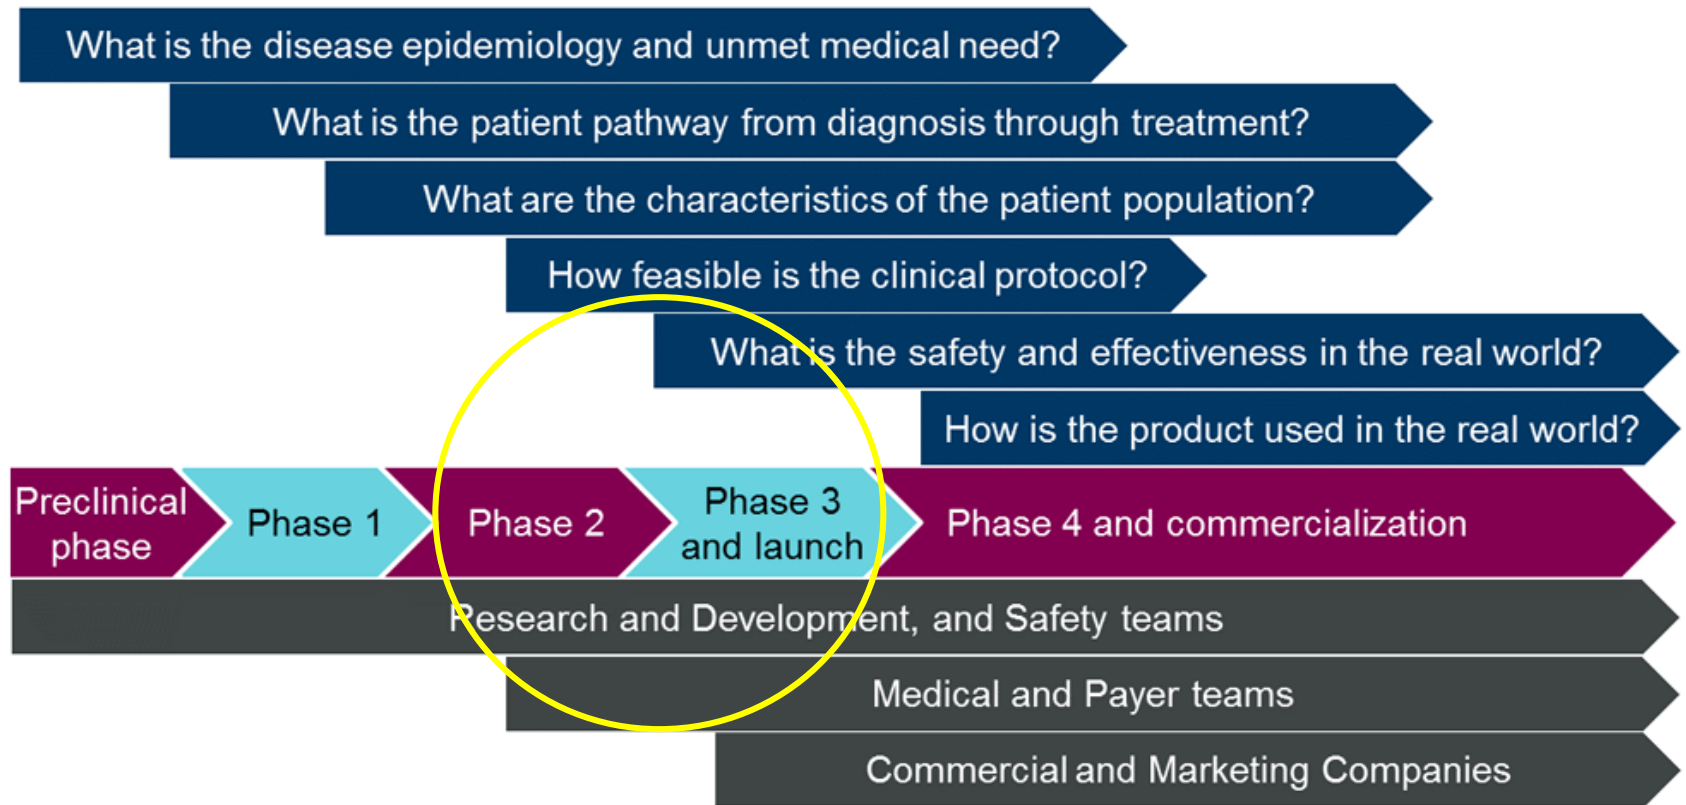 What is the disease epidemiology and unmet medical need?
What is the patient pathway from diagnosis through treatment?
What are the characteristics of the patient population?
How feasible is the clinical protocol?
What is the safety and effectiveness in the real world?
How is the product used in the real world?
Preclinical
phase
Phase 1
Phase 2
Phase 3
and launch
Phase 4 and commercialization
Research and Development, and Safety teams
Medical and Payer teams
Commercial and Marketing Companies